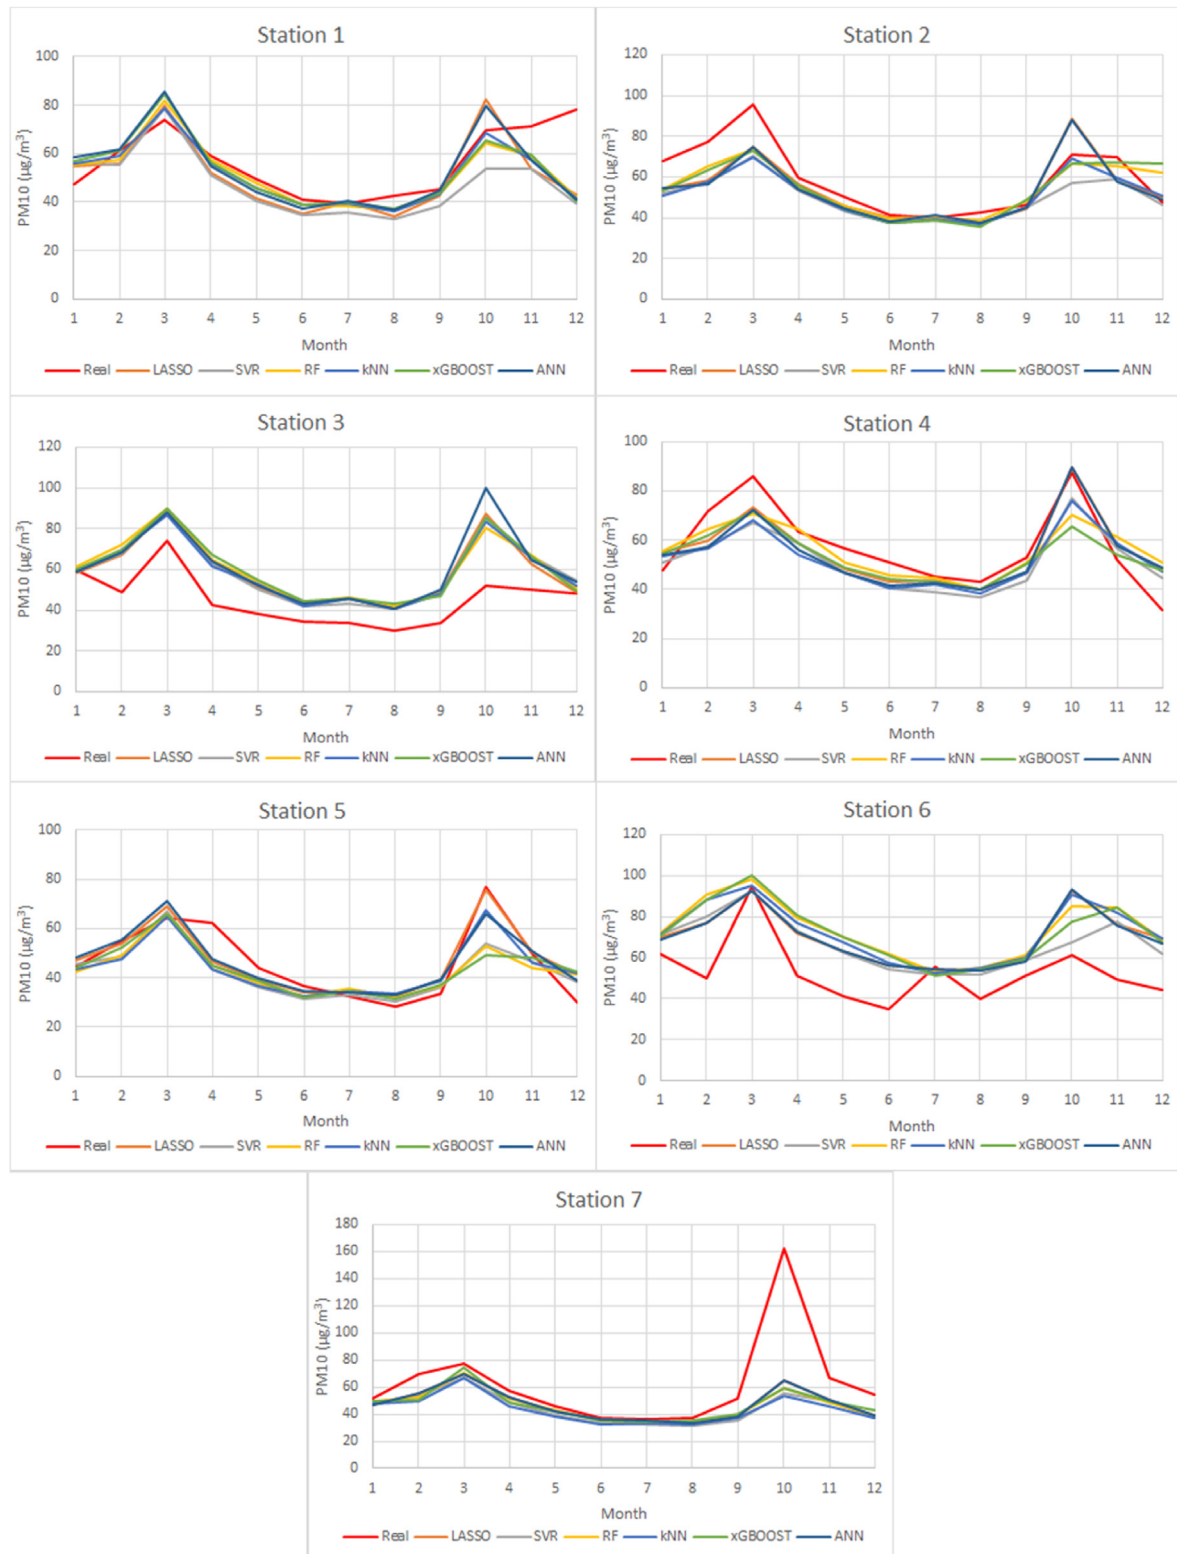 Station 1
PM10 (µg/m³)
100
80
60
40
20
0
1 2 3 4 5 6 7 8 9 10 11 12
Month
Real LASSO SVR RF kNN xGBOOST ANN
Station 2
PM10 (µg/m³)
120
100
80
60
40
20
0
1 2 3 4 5 6 7 8 9 10 11 12
Month
Real LASSO SVR RF kNN xGBOOST ANN
Station 3
PM10 (µg/m³)
120
100
80
60
40
20
0
1 2 3 4 5 6 7 8 9 10 11 12
Month
Real LASSO SVR RF kNN xGBOOST ANN
Station 4
PM10 (µg/m³)
100
80
60
40
20
0
1 2 3 4 5 6 7 8 9 10 11 12
Month
Real LASSO SVR RF kNN xGBOOST ANN
Station 5
PM10 (µg/m³)
100
80
60
40
20
0
1 2 3 4 5 6 7 8 9 10 11 12
Month
Real LASSO SVR RF kNN xGBOOST ANN
Station 6
PM10 (µg/m³)
120
100
80
60
40
20
0
1 2 3 4 5 6 7 8 9 10 11 12
Month
Real LASSO SVR RF kNN xGBOOST ANN
Station 7
PM10 (µg/m³)
180
160
140
120
100
80
60
40
20
0
1 2 3 4 5 6 7 8 9 10 11 12
Month
Real LASSO SVR RF kNN xGBOOST ANN